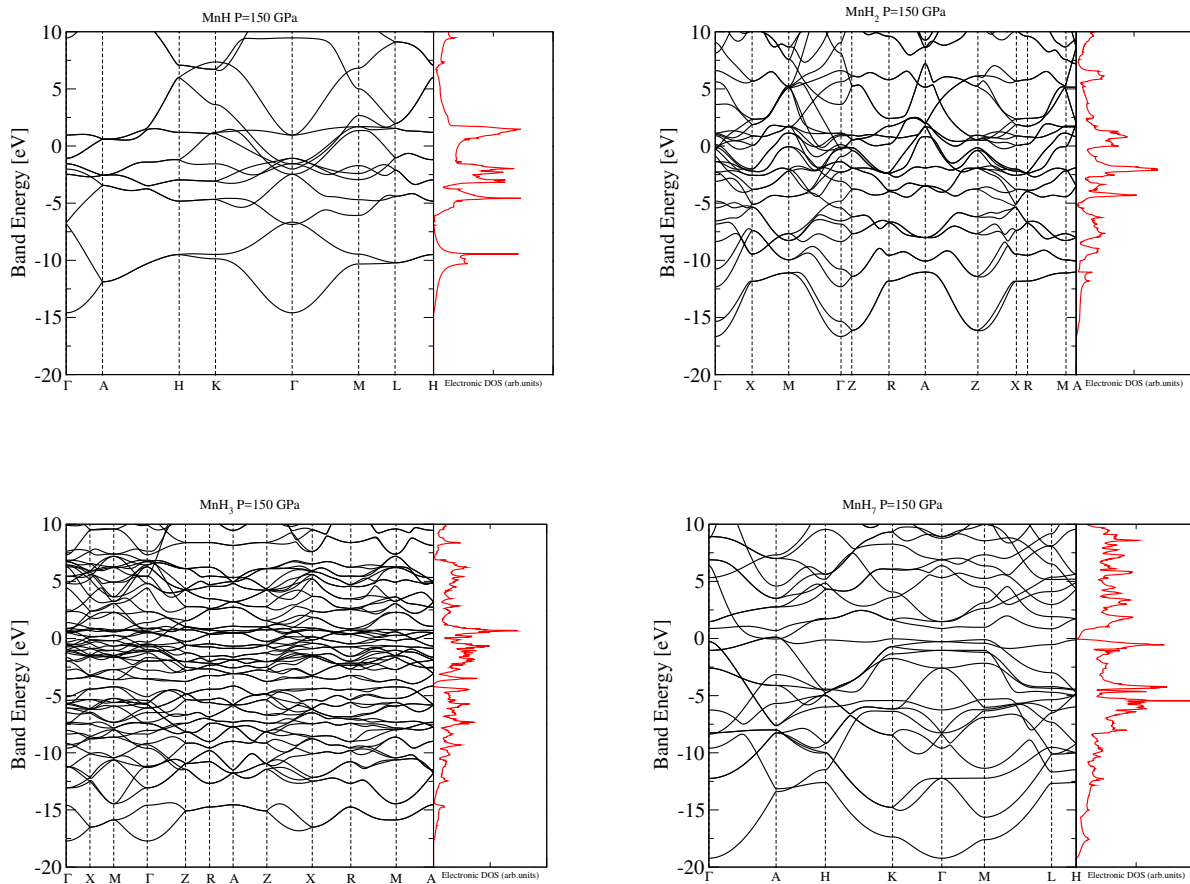 MnH P=150 GPa
Band Energy [eV]
10
5
0
-5
-10
-15
-20
Γ A H K Γ M L H
Electronic DOS (arb.units)
MnH₂ P=150 GPa
Band Energy [eV]
10
5
0
-5
-10
-15
-20
Γ X M Γ Z R A Z X R M A
Electronic DOS (arb.units)
MnH₃ P=150 GPa
Band Energy [eV]
10
5
0
-5
-10
-15
-20
Γ X M Γ Z R A Z X R M A
Electronic DOS (arb.units)
MnH₇ P=150 GPa
Band Energy [eV]
10
5
0
-5
-10
-15
-20
Γ A H K Γ M L H
Electronic DOS (arb.units)